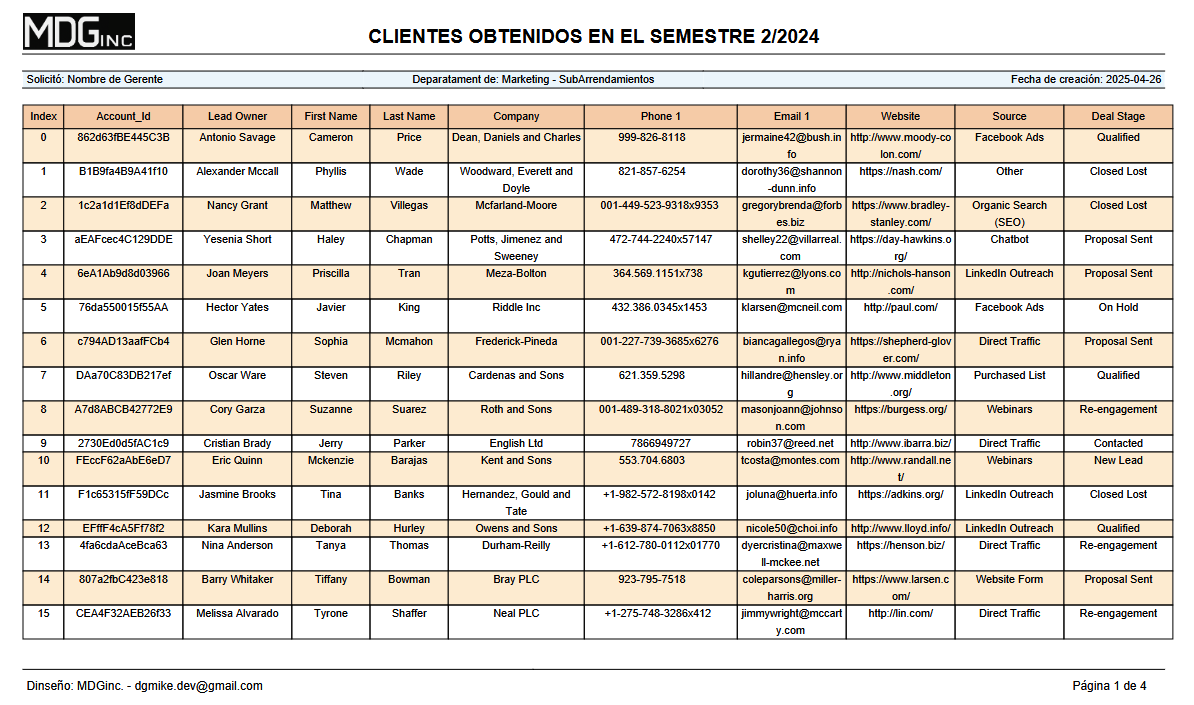 MDGINC
CLIENTES OBTENIDOS EN EL SEMESTRE 2/2024
Solicitó: Nombre de Gerente Deparatament de: Marketing - SubArrendamientos Fecha de creación: 2025-04-26
Index Account_Id Lead Owner First Name Last Name Company Phone 1 Email 1 Website Source Deal Stage
0 862d63fBE445C3B Antonio Savage Cameron Price Dean, Daniels and Charles 999-826-8118 jermaine42@bush.in http://www.moody-co Facebook Ads Qualified
fo lon.com/
1 B1B9fa4B9A41f10 Alexander Mccall Phyllis Wade Woodward, Everett and 821-857-6254 dorothy36@shannon https://nash.com/ Other Closed Lost
Doyle -dunn.info
2 1c2a1d1Ef8dDEFa Nancy Grant Matthew Villegas Mcfarland-Moore 001-449-523-9318x9353 gregorybrenda@forb https://www.bradley- Organic Search Closed Lost
es.biz stanley.com/ (SEO)
3 aEAFcec4C129DDE Yesenia Short Haley Chapman Potts, Jimenez and 472-744-2240x57147 shelley22@villarreal. https://day-hawkins.o Chatbot Proposal Sent
Sweeney com rg/
4 6eA1Ab9d8d03966 Joan Meyers Priscilla Tran Meza-Bolton 364.569.1151x738 kgutierrez@lyons.co http://nichols-hanson LinkedIn Outreach Proposal Sent
m .com/
5 76da550015f55AA Hector Yates Javier King Riddle Inc 432.386.0345x1453 klarsen@mcneil.com http://paul.com/ Facebook Ads On Hold
6 c794AD13aafFCb4 Glen Horne Sophia Mcmahon Frederick-Pineda 001-227-739-3685x6276 biancagallegos@rya https://shepherd-glov Direct Traffic Proposal Sent
n.info er.com/
7 DAa70C83DB217ef Oscar Ware Steven Riley Cardenas and Sons 621.359.5298 hillandre@hensley.or http://www.middleton Purchased List Qualified
g .org/
8 A7d8ABCB42772E9 Cory Garza Suzanne Suarez Roth and Sons 001-489-318-8021x03052 masonjoann@johnso https://burgess.org/ Webinars Re-engagement
n.com
9 2730Ed0d5fAC1c9 Cristian Brady Jerry Parker English Ltd 7866949727 robin37@reed.net http://www.ibarra.biz/ Direct Traffic Contacted
10 FEccF62aAbE6eD7 Eric Quinn Mckenzie Barajas Kent and Sons 553.704.6803 tcosta@montes.com http://www.randall.ne Webinars New Lead
t/
11 F1c65315fF59DCc Jasmine Brooks Tina Banks Hernandez, Gould and +1-982-572-8198x0142 joluna@huerta.info https://adkins.org/ LinkedIn Outreach Closed Lost
Tate
12 EFffF4cA5Ff78f2 Kara Mullins Deborah Hurley Owens and Sons +1-639-874-7063x8850 nicole50@choi.info http://www.lloyd.info/ LinkedIn Outreach Qualified
13 4fa6cdaAceBca63 Nina Anderson Tanya Thomas Durham-Reilly +1-612-780-0112x01770 dyercristina@maxwe https://henson.biz/ Direct Traffic Re-engagement
ll-mckee.net
14 807a2fbC423e818 Barry Whitaker Tiffany Bowman Bray PLC 923-795-7518 coleparsons@miller- https://www.larsen.c Website Form Proposal Sent
harris.org om/
15 CEA4F32AEB26f33 Melissa Alvarado Tyrone Shaffer Neal PLC +1-275-748-3286x412 jimmywright@mccart http://lin.com/ Direct Traffic Re-engagement
y.com
Dinseño: MDGinc. - dgmike.dev@gmail.com Página 1 de 4